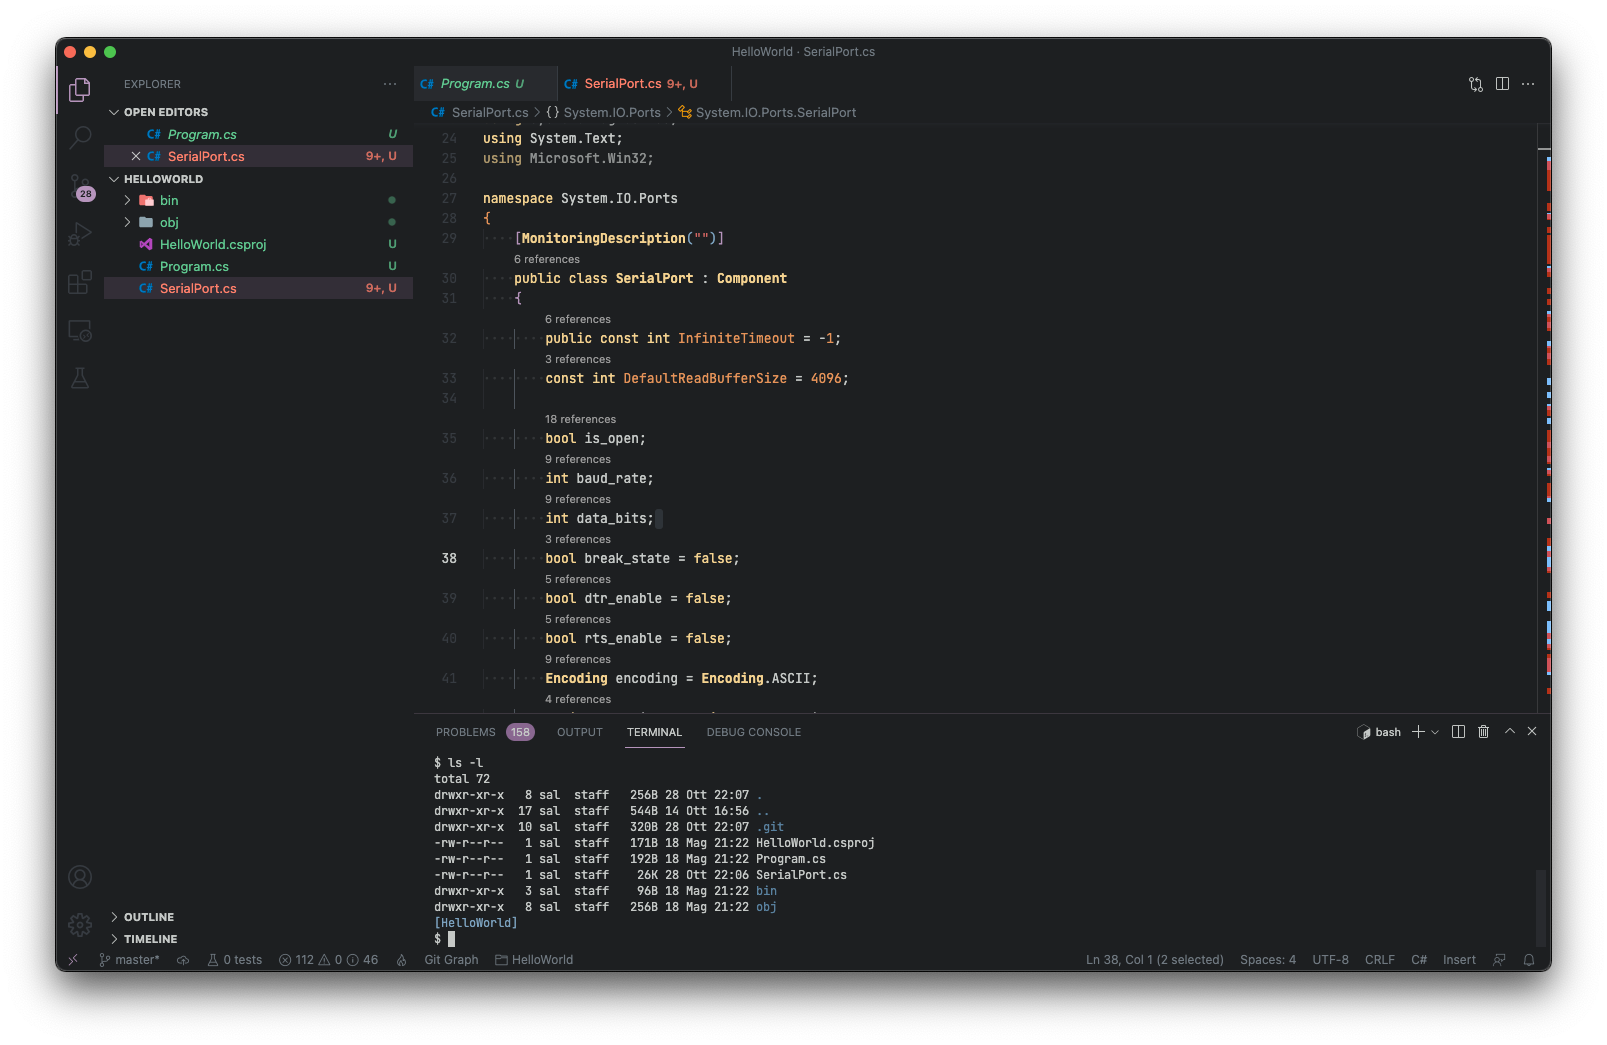 HelloWorld · SerialPort.cs
EXPLORER
OPEN EDITORS
C# Program.cs U
C# SerialPort.cs 9+, U
HELLOWORLD
bin
obj
HelloWorld.csproj U
C# Program.cs U
C# SerialPort.cs 9+, U
28
OUTLINE
TIMELINE
C# Program.cs U
C# SerialPort.cs 9+, U
C# SerialPort.cs > {} System.IO.Ports > System.IO.Ports.SerialPort
24 using System.Text;
25 using Microsoft.Win32;
26
27 namespace System.IO.Ports
28 {
29 [MonitoringDescription("")]
6 references
30 public class SerialPort : Component
31 {
6 references
32 public const int InfiniteTimeout = -1;
3 references
33 const int DefaultReadBufferSize = 4096;
34
18 references
35 bool is_open;
9 references
36 int baud_rate;
9 references
37 int data_bits;
3 references
38 bool break_state = false;
5 references
39 bool dtr_enable = false;
5 references
40 bool rts_enable = false;
9 references
41 Encoding encoding = Encoding.ASCII;
4 references
PROBLEMS 158 OUTPUT TERMINAL DEBUG CONSOLE
bash
$ ls -l
total 72
drwxr-xr-x 8 sal staff 256B 28 Ott 22:07 .
drwxr-xr-x 17 sal staff 544B 14 Ott 16:56 ..
drwxr-xr-x 10 sal staff 320B 28 Ott 22:07 .git
-rw-r--r-- 1 sal staff 171B 18 Mag 21:22 HelloWorld.csproj
-rw-r--r-- 1 sal staff 192B 18 Mag 21:22 Program.cs
-rw-r--r-- 1 sal staff 26K 28 Ott 22:06 SerialPort.cs
drwxr-xr-x 3 sal staff 96B 18 Mag 21:22 bin
drwxr-xr-x 8 sal staff 256B 18 Mag 21:22 obj
[HelloWorld]
$
master* 0 tests 112 0 46 Git Graph HelloWorld
Ln 38, Col 1 (2 selected) Spaces: 4 UTF-8 CRLF C# Insert